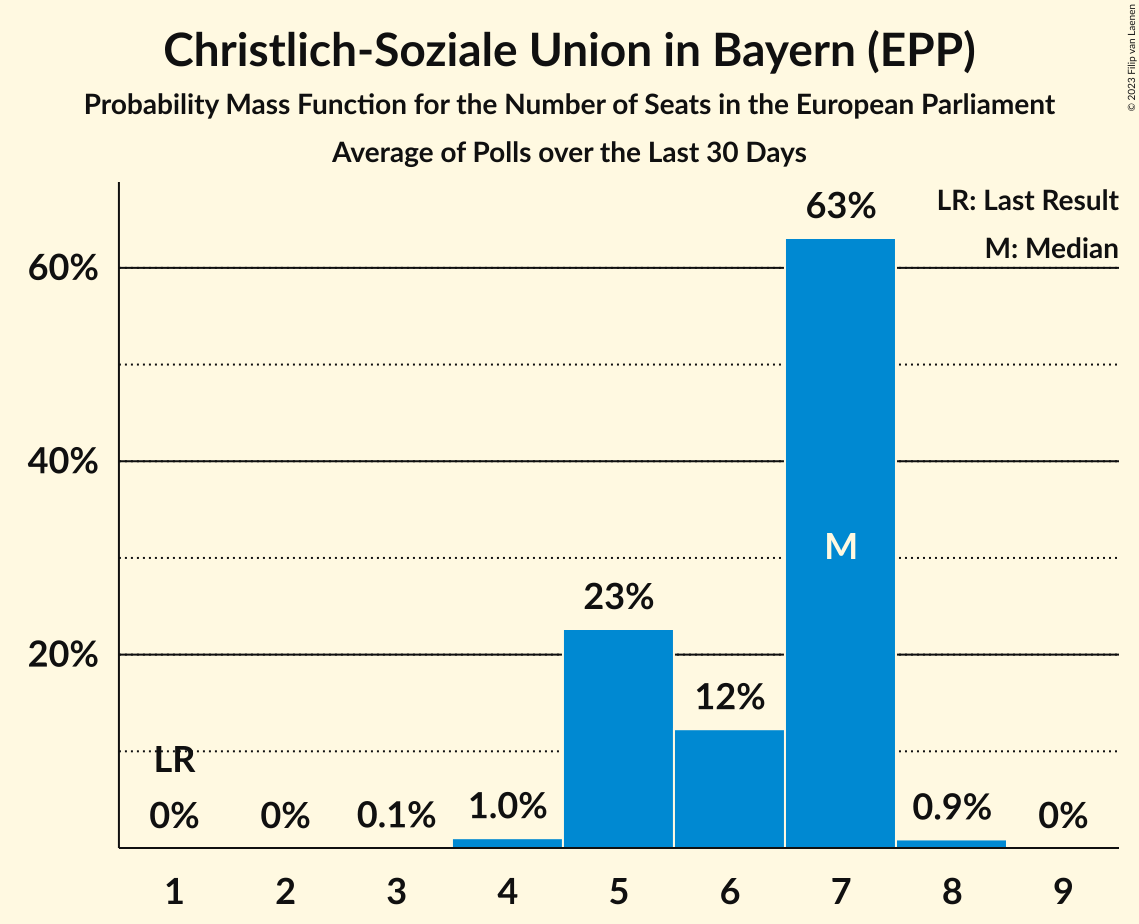 Christlich-Soziale Union in Bayern (EPP)
Probability Mass Function for the Number of Seats in the European Parliament
Average of Polls over the Last 30 Days
© 2023 Filip van Laenen
LR: Last Result
M: Median
60%
40%
20%
LR
0%
0%
0.1%
1.0%
23%
12%
63%
M
0.9%
0%
1 2 3 4 5 6 7 8 9